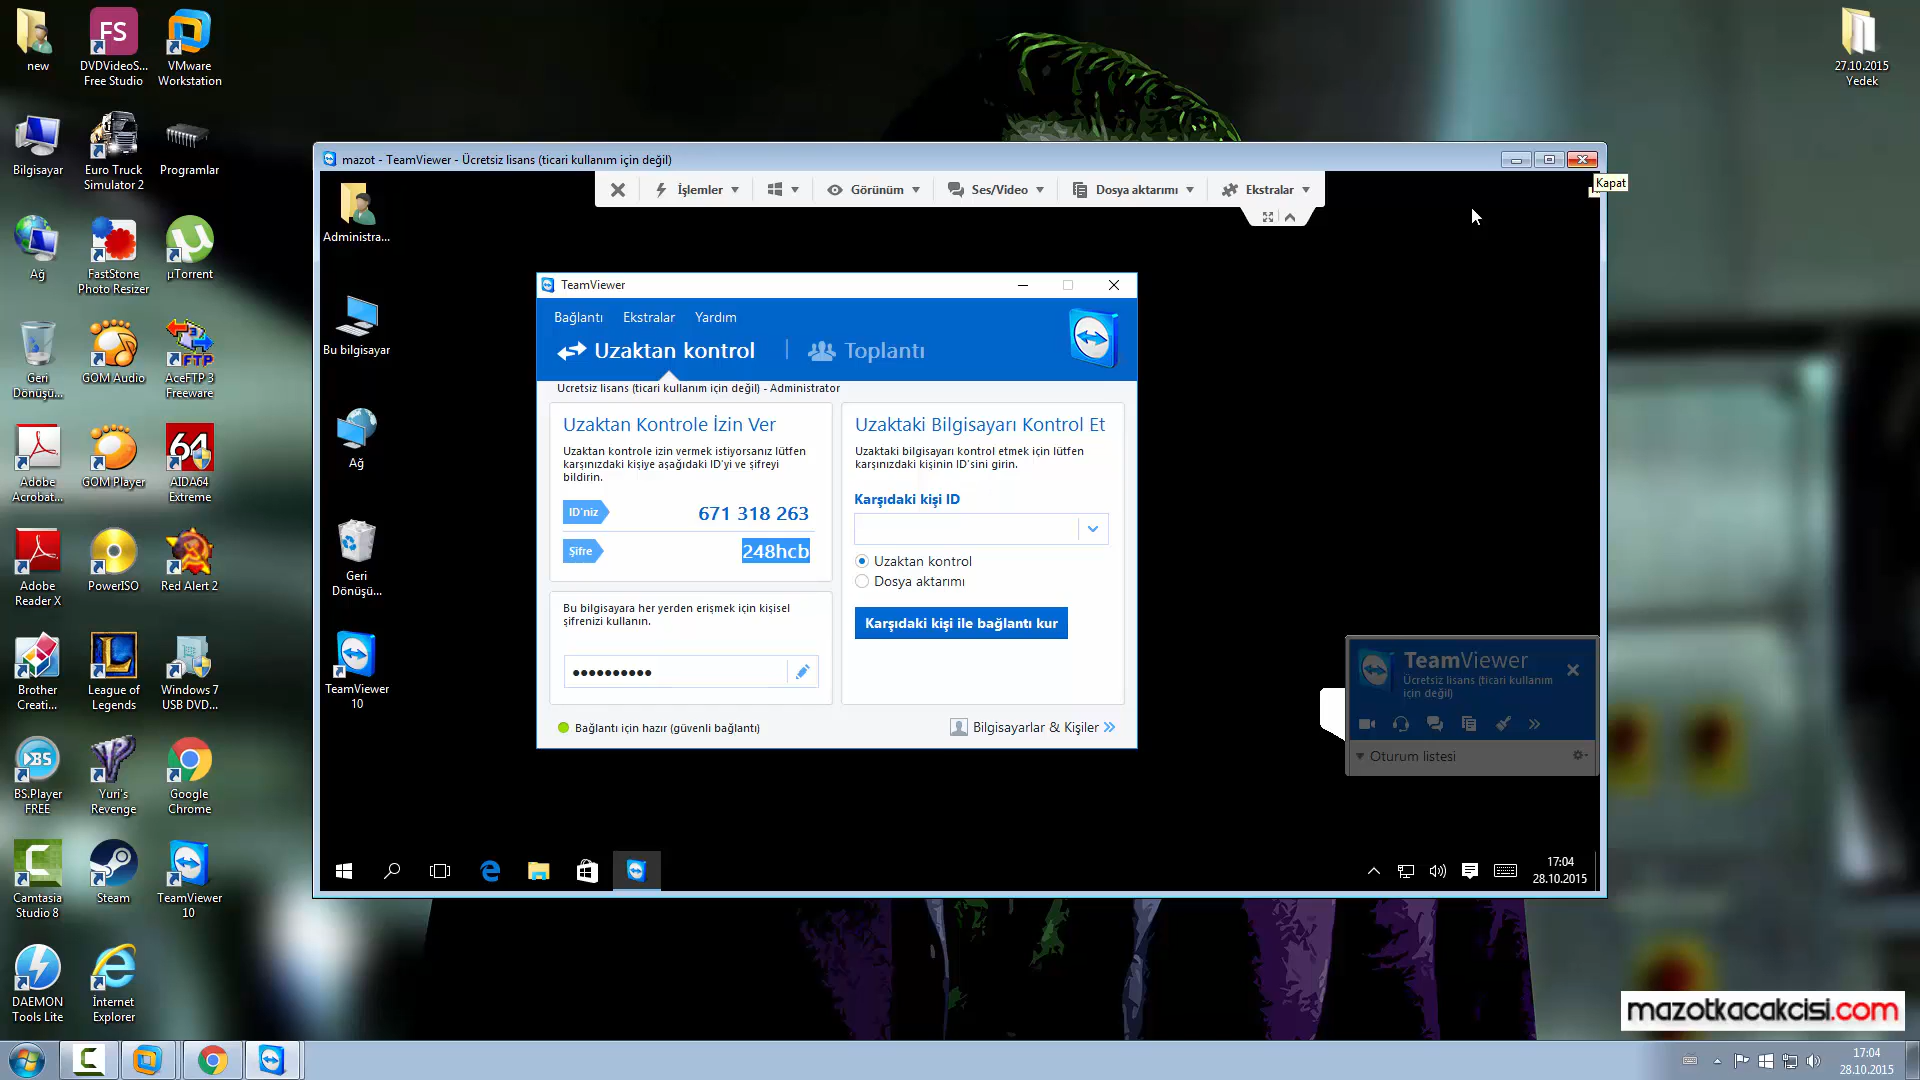 new
DVDVideoS...
Free Studio
VMware
Workstation
27.10.2015
Yedek
Bilgisayar
Euro Truck
Simulator 2
Programlar
Ağ
FastStone
Photo Resizer
µTorrent
Geri
Dönüşü...
GOM Audio
AceFTP 3
Freeware
Adobe
Acrobat...
GOM Player
AIDA64
Extreme
Adobe
Reader X
PowerISO
Red Alert 2
Brother
Creati...
League of
Legends
Windows 7
USB DVD...
BS.Player
FREE
Yuri's
Revenge
Google
Chrome
Camtasia
Studio 8
Steam
TeamViewer
10
DAEMON
Tools Lite
İnternet
Explorer
mazot - TeamViewer - Ücretsiz lisans (ticari kullanım için değil)
Kapat
İşlemler
Görünüm
Ses/Video
Dosya aktarımı
Ekstralar
Administra...
Bu bilgisayar
Ağ
Geri
Dönüşü...
TeamViewer
10
TeamViewer
Bağlantı Ekstralar Yardım
Uzaktan kontrol
Toplantı
Ücretsiz lisans (ticari kullanım için değil) - Administrator
Uzaktan Kontrole İzin Ver
Uzaktan kontrole izin vermek istiyorsanız lütfen
karşınızdaki kişiye aşağıdaki ID'yi ve şifreyi
bildirin.
ID'niz
671 318 263
Şifre
248hcb
Bu bilgisayara her yerden erişmek için kişisel
şifrenizi kullanın.
Uzaktaki Bilgisayarı Kontrol Et
Uzaktaki bilgisayarı kontrol etmek için lütfen
karşınızdaki kişinin ID'sini girin.
Karşıdaki kişi ID
Uzaktan kontrol
Dosya aktarımı
Karşıdaki kişi ile bağlantı kur
Bağlantı için hazır (güvenli bağlantı)
Bilgisayarlar & Kişiler
TeamViewer
Ücretsiz lisans (ticari kullanım
için değil)
Oturum listesi
17:04
28.10.2015
mazotkacakcisi.com
17:04
28.10.2015
FS
64
FTP
BS